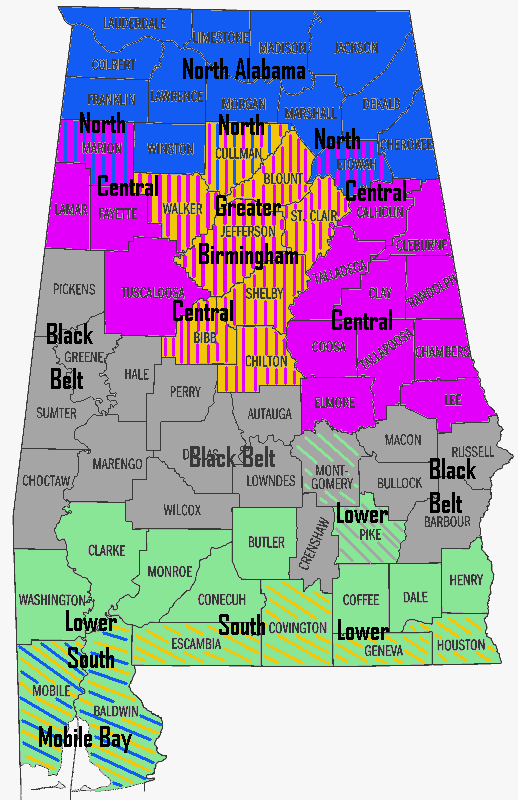 LAUDERDALE
LIMESTONE
MADISON
JACKSON
COLBERT
North Alabama
FRANKLIN
LAWRENCE
MORGAN
MARSHALL
DEKALB
North
North
North
MARION
WINSTON
CULLMAN
ETOWAH
CHEROKEE
BLOUNT
Central
Central
LAMAR
FAYETTE
WALKER
Greater
ST. CLAIR
CALHOUN
JEFFERSON
CLEBURNE
Birmingham
TALLADEGA
PICKENS
TUSCALOOSA
SHELBY
CLAY
RANDOLPH
Central
Central
Black
BIBB
COOSA
TALLAPOOSA
CHAMBERS
GREENE
HALE
CHILTON
Belt
PERRY
ELMORE
LEE
SUMTER
AUTAUGA
MACON
RUSSELL
DALLAS
Black Belt
MARENGO
MONT-
GOMERY
Black
CHOCTAW
LOWNDES
BULLOCK
Belt
WILCOX
Lower
BARBOUR
PIKE
CRENSHAW
BUTLER
CLARKE
MONROE
HENRY
WASHINGTON
CONECUH
COFFEE
DALE
Lower
South
COVINGTON
Lower
ESCAMBIA
GENEVA
HOUSTON
South
MOBILE
BALDWIN
Mobile Bay